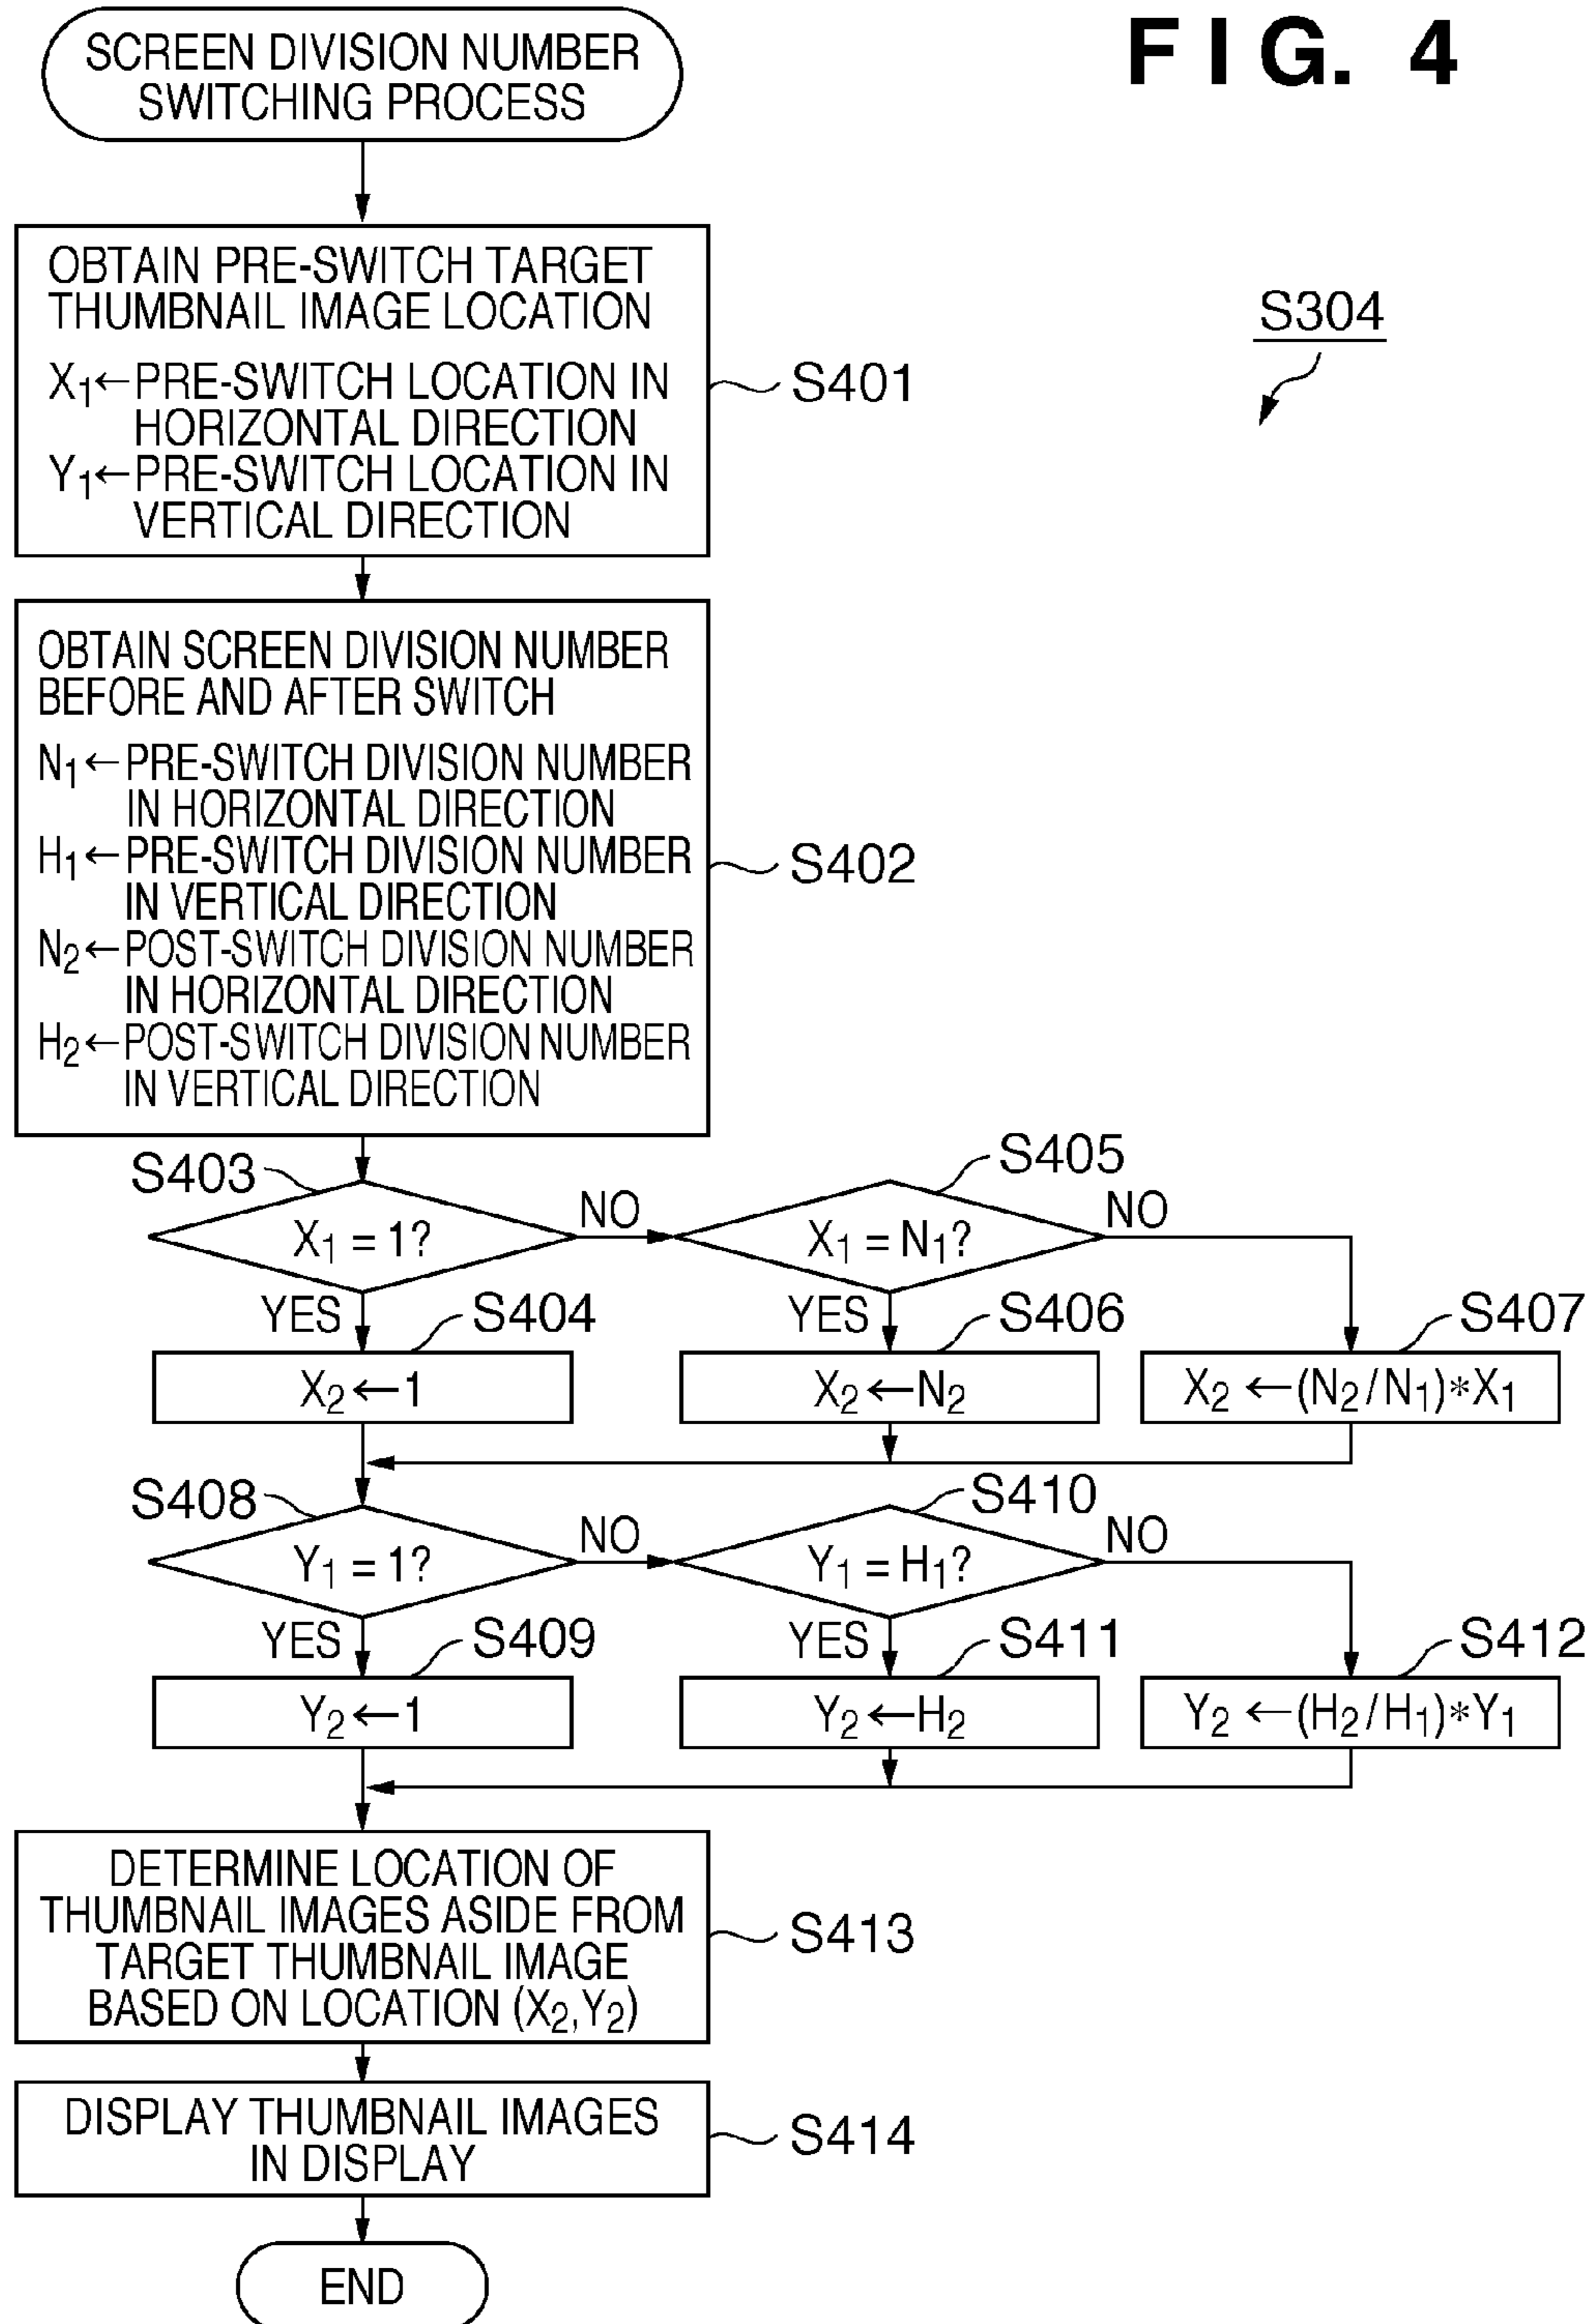 FIG. 4
SCREEN DIVISION NUMBER
SWITCHING PROCESS
S304
OBTAIN PRE-SWITCH TARGET
THUMBNAIL IMAGE LOCATION
X₁←PRE-SWITCH LOCATION IN
HORIZONTAL DIRECTION
Y₁←PRE-SWITCH LOCATION IN
VERTICAL DIRECTION
S401
OBTAIN SCREEN DIVISION NUMBER
BEFORE AND AFTER SWITCH
N₁←PRE-SWITCH DIVISION NUMBER
IN HORIZONTAL DIRECTION
H₁←PRE-SWITCH DIVISION NUMBER
IN VERTICAL DIRECTION
N₂←POST-SWITCH DIVISION NUMBER
IN HORIZONTAL DIRECTION
H₂←POST-SWITCH DIVISION NUMBER
IN VERTICAL DIRECTION
S402
S403
X₁ = 1?
NO
YES
S405
X₁ = N₁?
NO
YES
S404
X₂←1
S406
X₂←N₂
S407
X₂ ←(N₂/N₁)*X₁
S408
Y₁ = 1?
NO
YES
S410
Y₁ = H₁?
NO
YES
S409
Y₂←1
S411
Y₂←H₂
S412
Y₂ ←(H₂/H₁)*Y₁
DETERMINE LOCATION OF
THUMBNAIL IMAGES ASIDE FROM
TARGET THUMBNAIL IMAGE
BASED ON LOCATION (X₂,Y₂)
S413
DISPLAY THUMBNAIL IMAGES
IN DISPLAY
S414
END